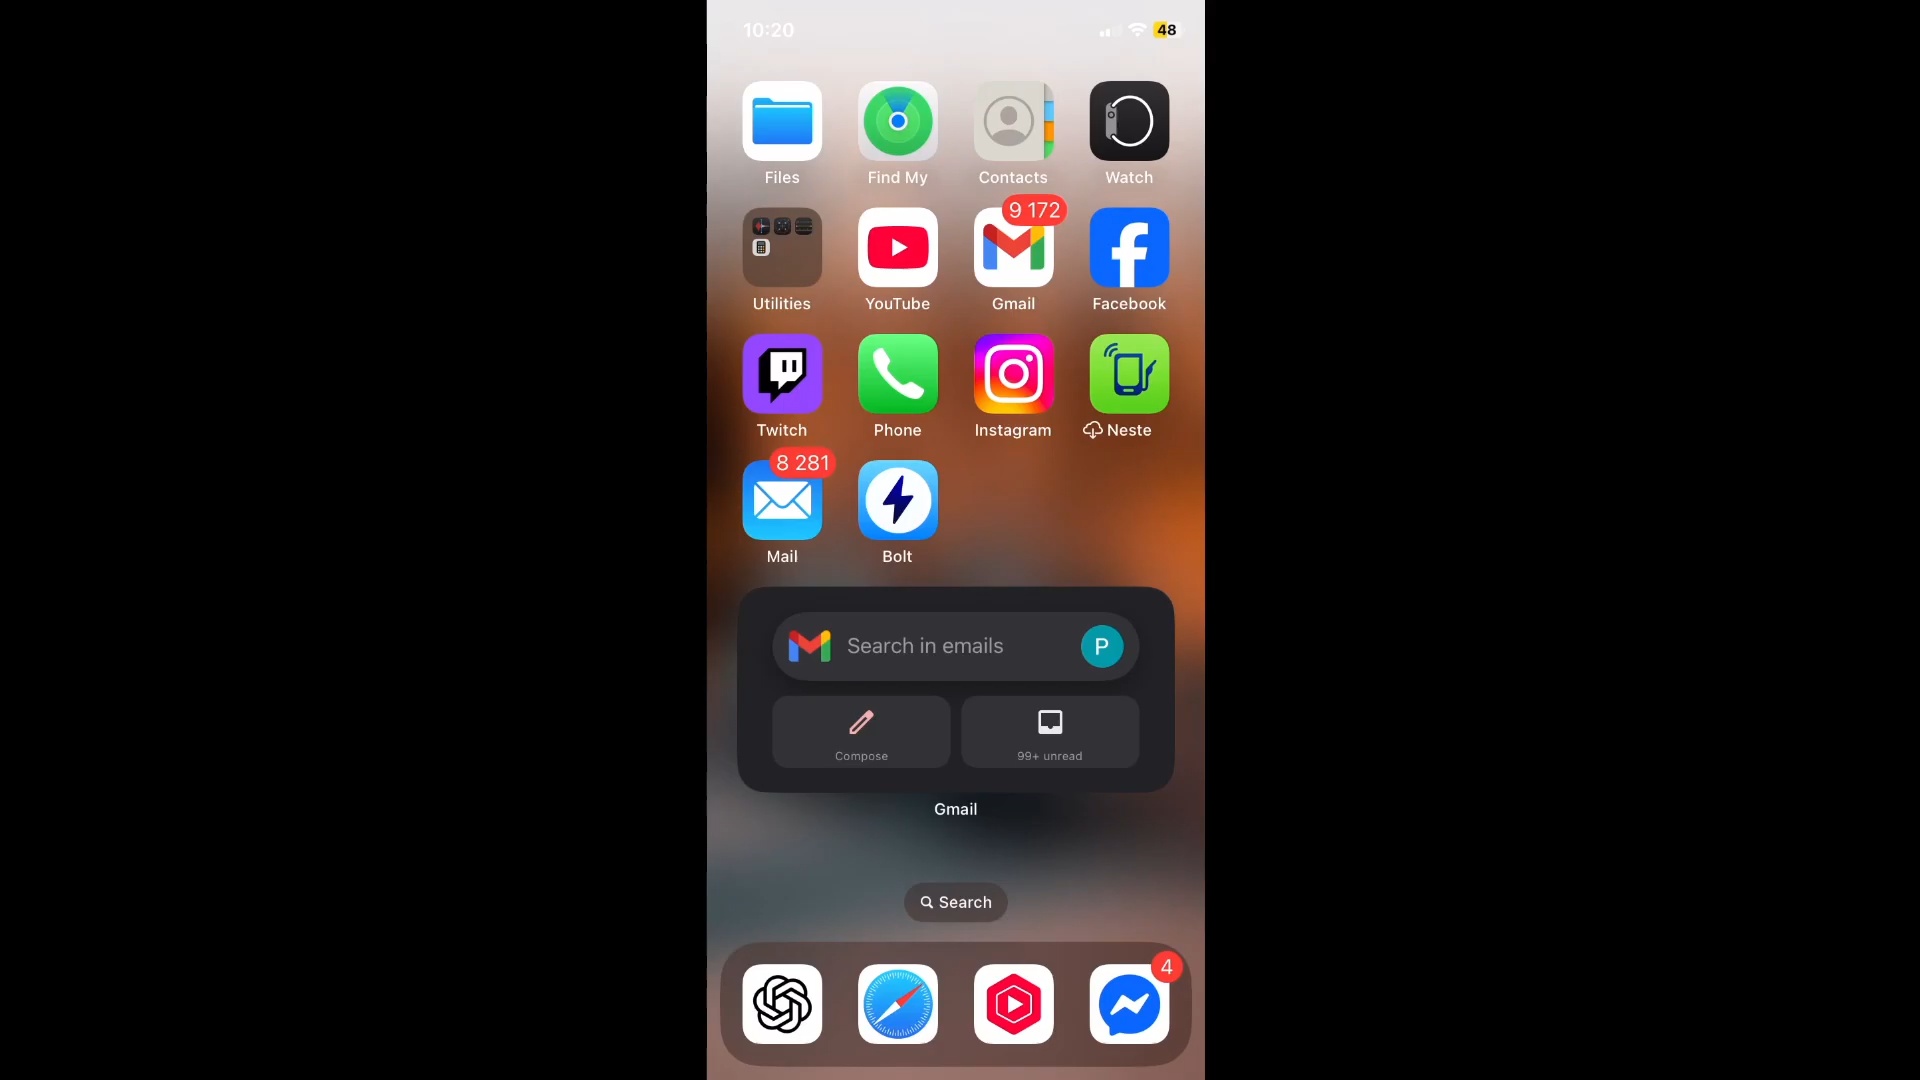 10:20
48
Files
Find My
Contacts
Watch
9 172
Utilities
YouTube
Gmail
Facebook
Twitch
Phone
Instagram
Neste
8 281
Mail
Bolt
Search in emails
P
Compose
99+ unread
Gmail
Search
4